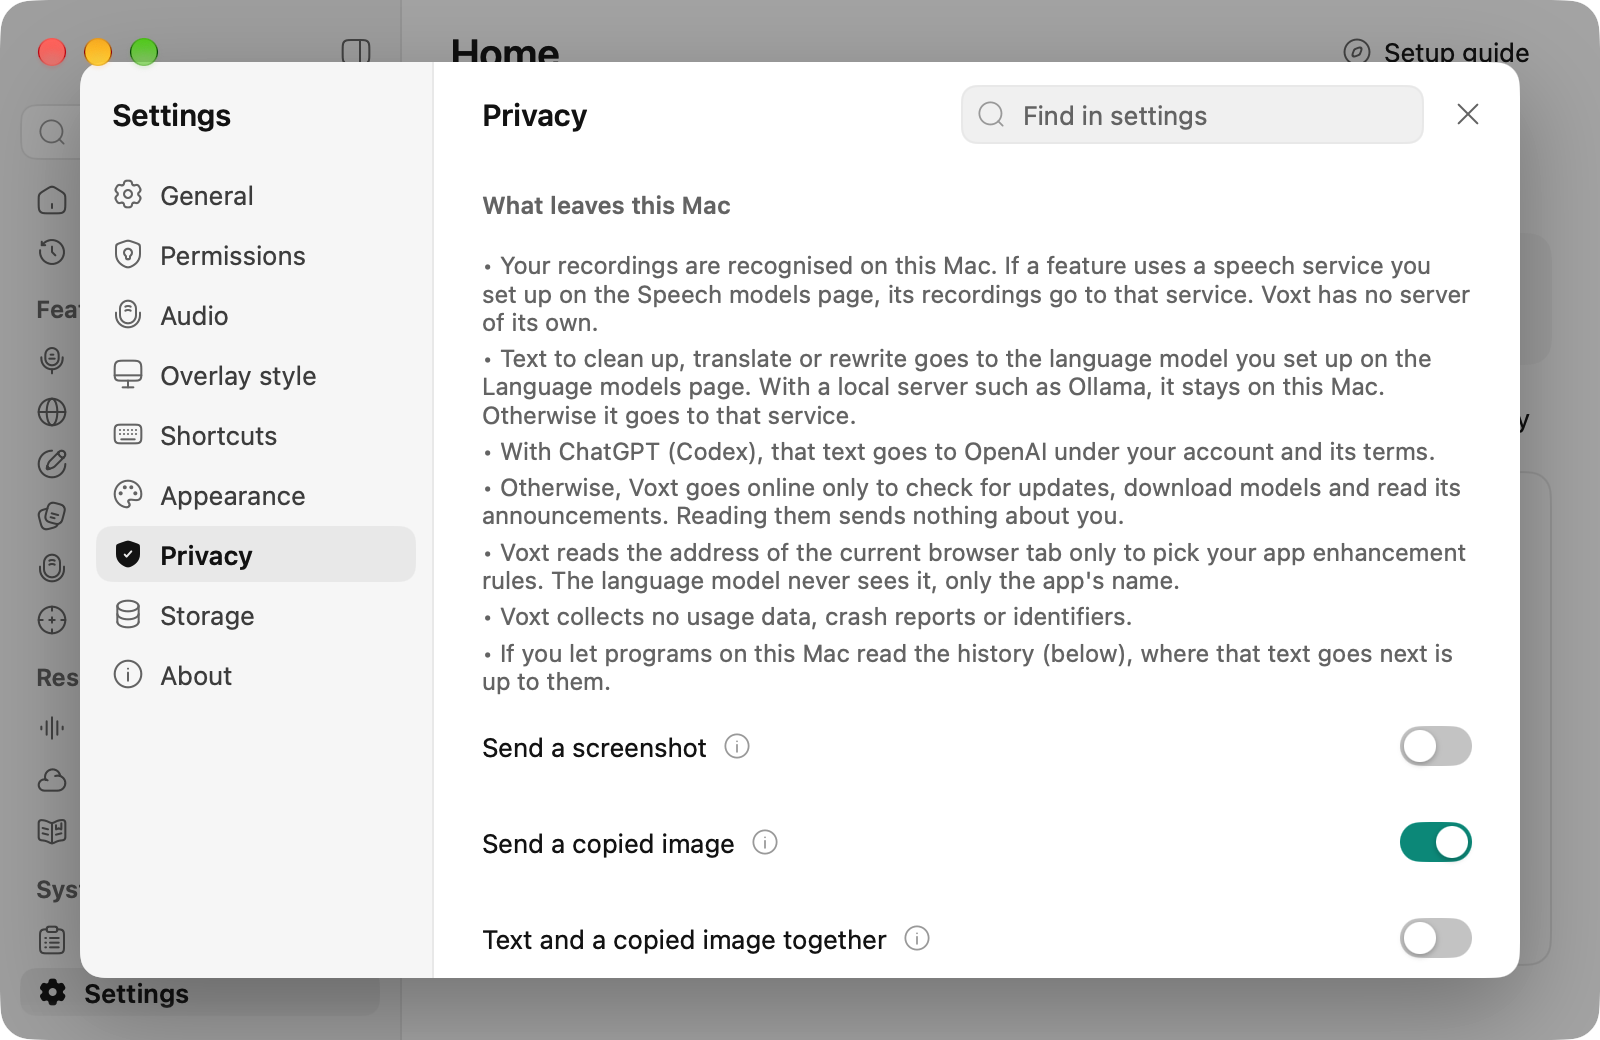 Home
Setup guide
Settings
Privacy
Find in settings
General
Permissions
Audio
Overlay style
Shortcuts
Appearance
Privacy
Storage
About
What leaves this Mac
• Your recordings are recognised on this Mac. If a feature uses a speech service you
set up on the Speech models page, its recordings go to that service. Voxt has no server
of its own.
• Text to clean up, translate or rewrite goes to the language model you set up on the
Language models page. With a local server such as Ollama, it stays on this Mac.
Otherwise it goes to that service.
• With ChatGPT (Codex), that text goes to OpenAI under your account and its terms.
• Otherwise, Voxt goes online only to check for updates, download models and read its
announcements. Reading them sends nothing about you.
• Voxt reads the address of the current browser tab only to pick your app enhancement
rules. The language model never sees it, only the app's name.
• Voxt collects no usage data, crash reports or identifiers.
• If you let programs on this Mac read the history (below), where that text goes next is
up to them.
Send a screenshot
Send a copied image
Text and a copied image together
Settings